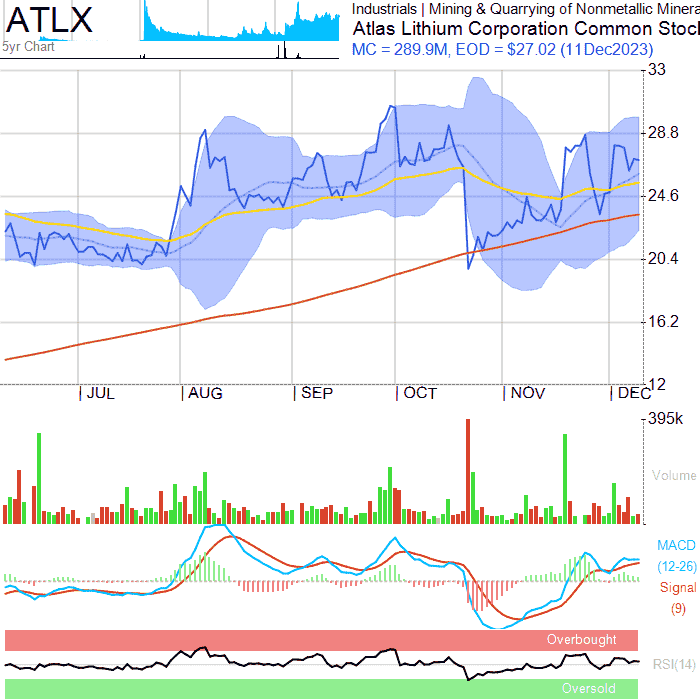 ATLX
5yr Chart
Industrials | Mining & Quarrying of Nonmetallic Minera
Atlas Lithium Corporation Common Stoc
MC = 289.9M, EOD = $27.02 (11Dec2023)
33
28.8
24.6
20.4
16.2
12
JUL AUG SEP OCT NOV DEC
395k
Volume
MACD
(12-26)
Signal
(9)
Overbought
RSI(14)
Oversold